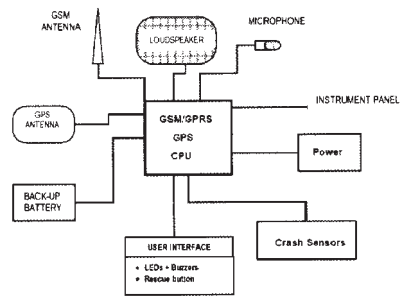 GSM
ANTENNA
LOUDSPEAKER
MICROPHONE
GPS
ANTENNA
GSM/GPRS
GPS
CPU
INSTRUMENT PANEL
Power
BACK-UP
BATTERY
USER INTERFACE
• LEDs + Buzzers
• Rescue button
Crash Sensors